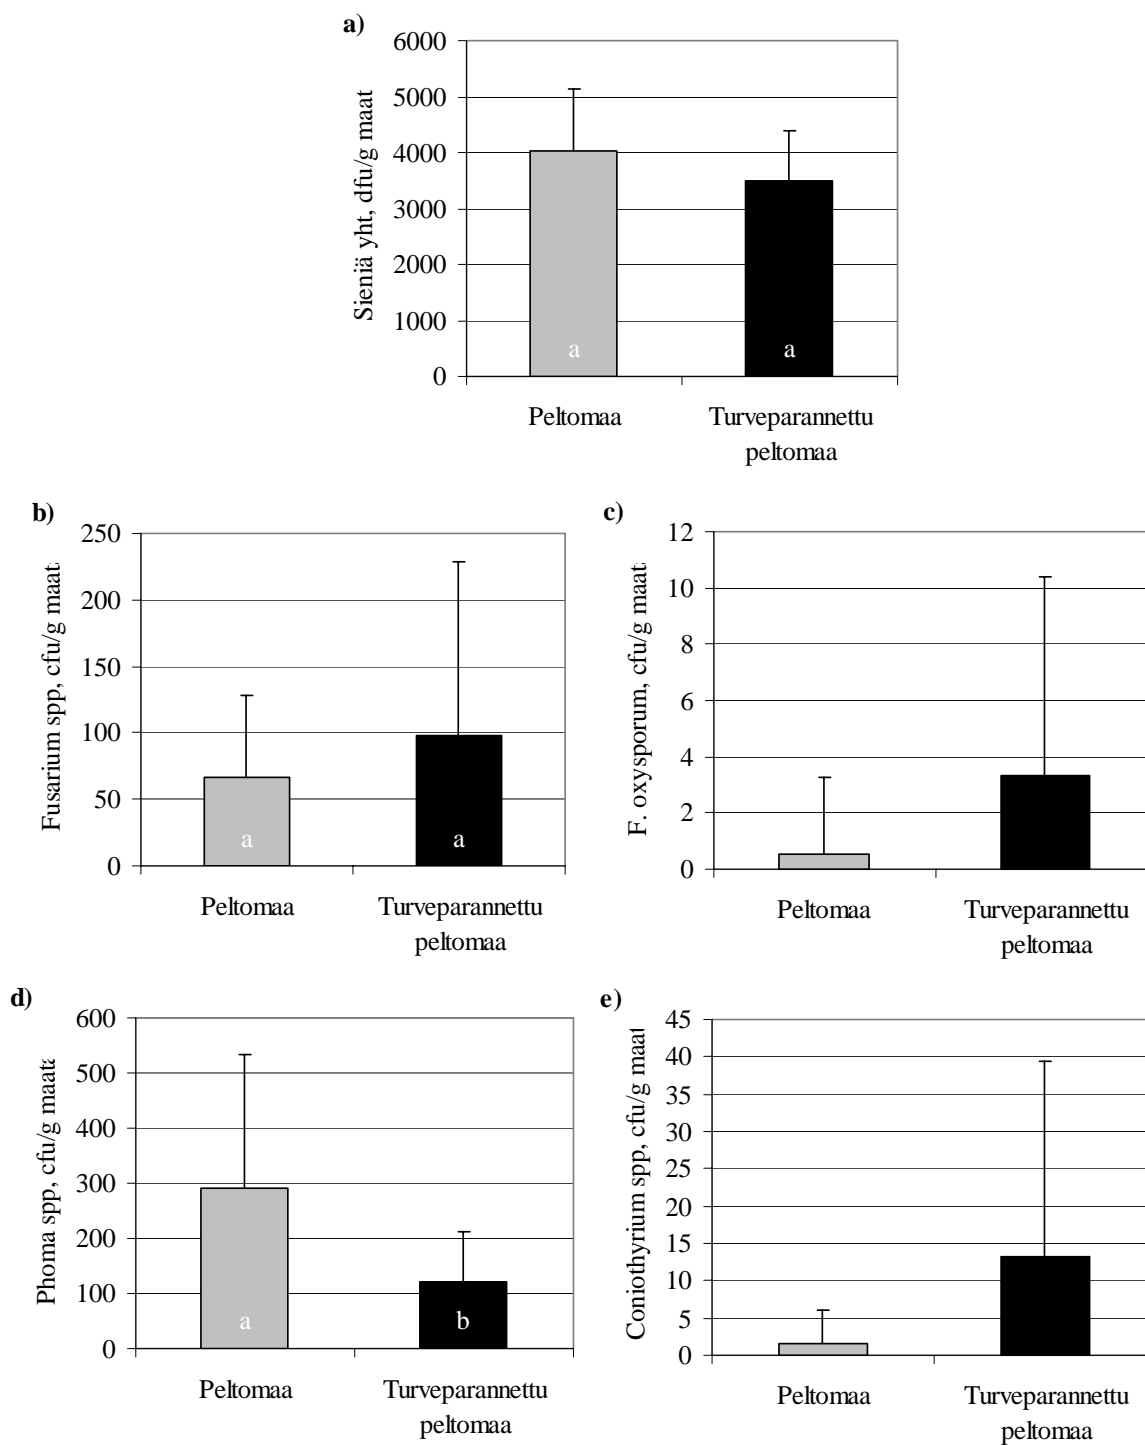 a)
Sieniä yht, dfu/g maat
6000
5000
4000
3000
2000
1000
0
a
a
Peltomaa
Turveparannettu
peltomaa
b)
Fusarium spp, cfu/g maat
250
200
150
100
50
0
a
a
Peltomaa
Turveparannettu
peltomaa
c)
F. oxysporum, cfu/g maat
12
10
8
6
4
2
0
Peltomaa
Turveparannettu
peltomaa
d)
Phoma spp, cfu/g maata
600
500
400
300
200
100
0
a
b
Peltomaa
Turveparannettu
peltomaa
e)
Coniothyrium spp, cfu/g maat
45
40
35
30
25
20
15
10
5
0
Peltomaa
Turveparannettu
peltomaa